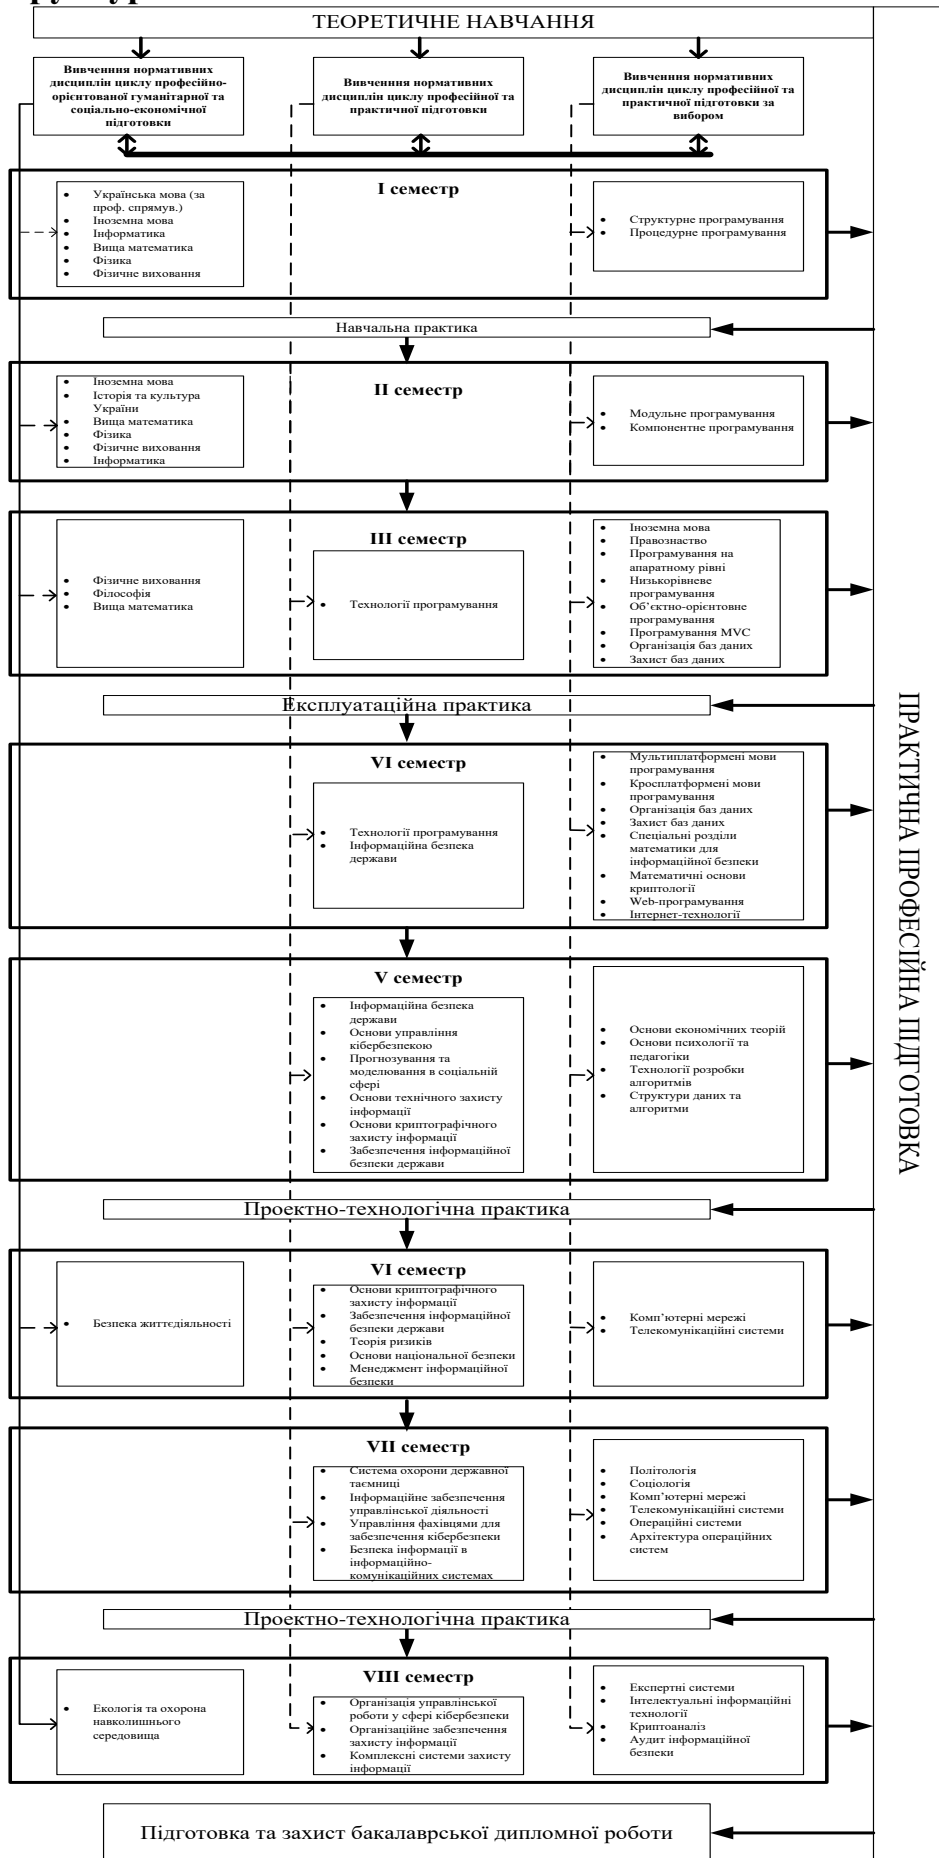 ТЕОРЕТИЧНЕ НАВЧАННЯ
Вивченння нормативних
дисциплін циклу професійно-
орієнтованої гуманітарної та
соціально-економічної
підготовки
Вивченння нормативних
дисциплін циклу професійної та
практичної підготовки
Вивченння нормативних
дисциплін циклу професійної та
практичної підготовки за
вибором
I семестр
Українська мова (за
проф. спрямув.)
Іноземна мова
Інформатика
Вища математика
Фізика
Фізичне виховання
Структурне програмування
Процедурне програмування
Навчальна практика
II семестр
Іноземна мова
Історія та культура
України
Вища математика
Фізика
Фізичне виховання
Інформатика
Модульне програмування
Компонентне програмування
III семестр
Фізичне виховання
Філософія
Вища математика
Технології програмування
Іноземна мова
Правознаство
Програмування на
апаратному рівні
Низькорівневе
програмування
Об’єктно-орієнтовне
програмування
Програмування MVC
Організація баз даних
Захист баз даних
Експлуатаційна практика
VI семестр
Технології програмування
Інформаційна безпека
держави
Мультиплатформені мови
програмування
Кросплатформені мови
програмування
Організація баз даних
Захист баз даних
Спеціальні розділи
математики для
інформаційної безпеки
Математичні основи
криптології
Web-програмування
Інтернет-технології
V семестр
Інформаційна безпека
держави
Основи управління
кібербезпекою
Прогнозування та
моделювання в соціальній
сфері
Основи технічного захисту
інформації
Основи криптографічного
захисту інформації
Забезпечення інформаційної
безпеки держави
Основи економічних теорій
Основи психології та
педагогіки
Технології розробки
алгоритмів
Структури даних та
алгоритми
Проектно-технологічна практика
VI семестр
Безпека життєдіяльності
Основи криптографічного
захисту інформації
Забезпечення інформаційної
безпеки держави
Теорія ризиків
Основи національної безпеки
Менеджмент інформаційної
безпеки
Комп’ютерні мережі
Телекомунікаційні системи
VII семестр
Система охорони державної
таємниці
Інформаційне забезпечення
управлінської діяльності
Управління фахівцями для
забезпечення кібербезпеки
Безпека інформації в
інформаційно-
комунікаційних системах
Політологія
Соціологія
Комп’ютерні мережі
Телекомунікаційні системи
Операційні системи
Архітектура операційних
систем
Проектно-технологічна практика
VIII семестр
Екологія та охорона
навколишнього
середовища
Організація управлінської
роботи у сфері кібербезпеки
Організаційне забезпечення
захисту інформації
Комплексні системи захисту
інформації
Експертні системи
Інтелектуальні інформаційні
технології
Криптоаналіз
Аудит інформаційної
безпеки
Підготовка та захист бакалаврської дипломної роботи
ПРАКТИЧНА ПРОФЕСІЙНА ПІДГОТОВКА